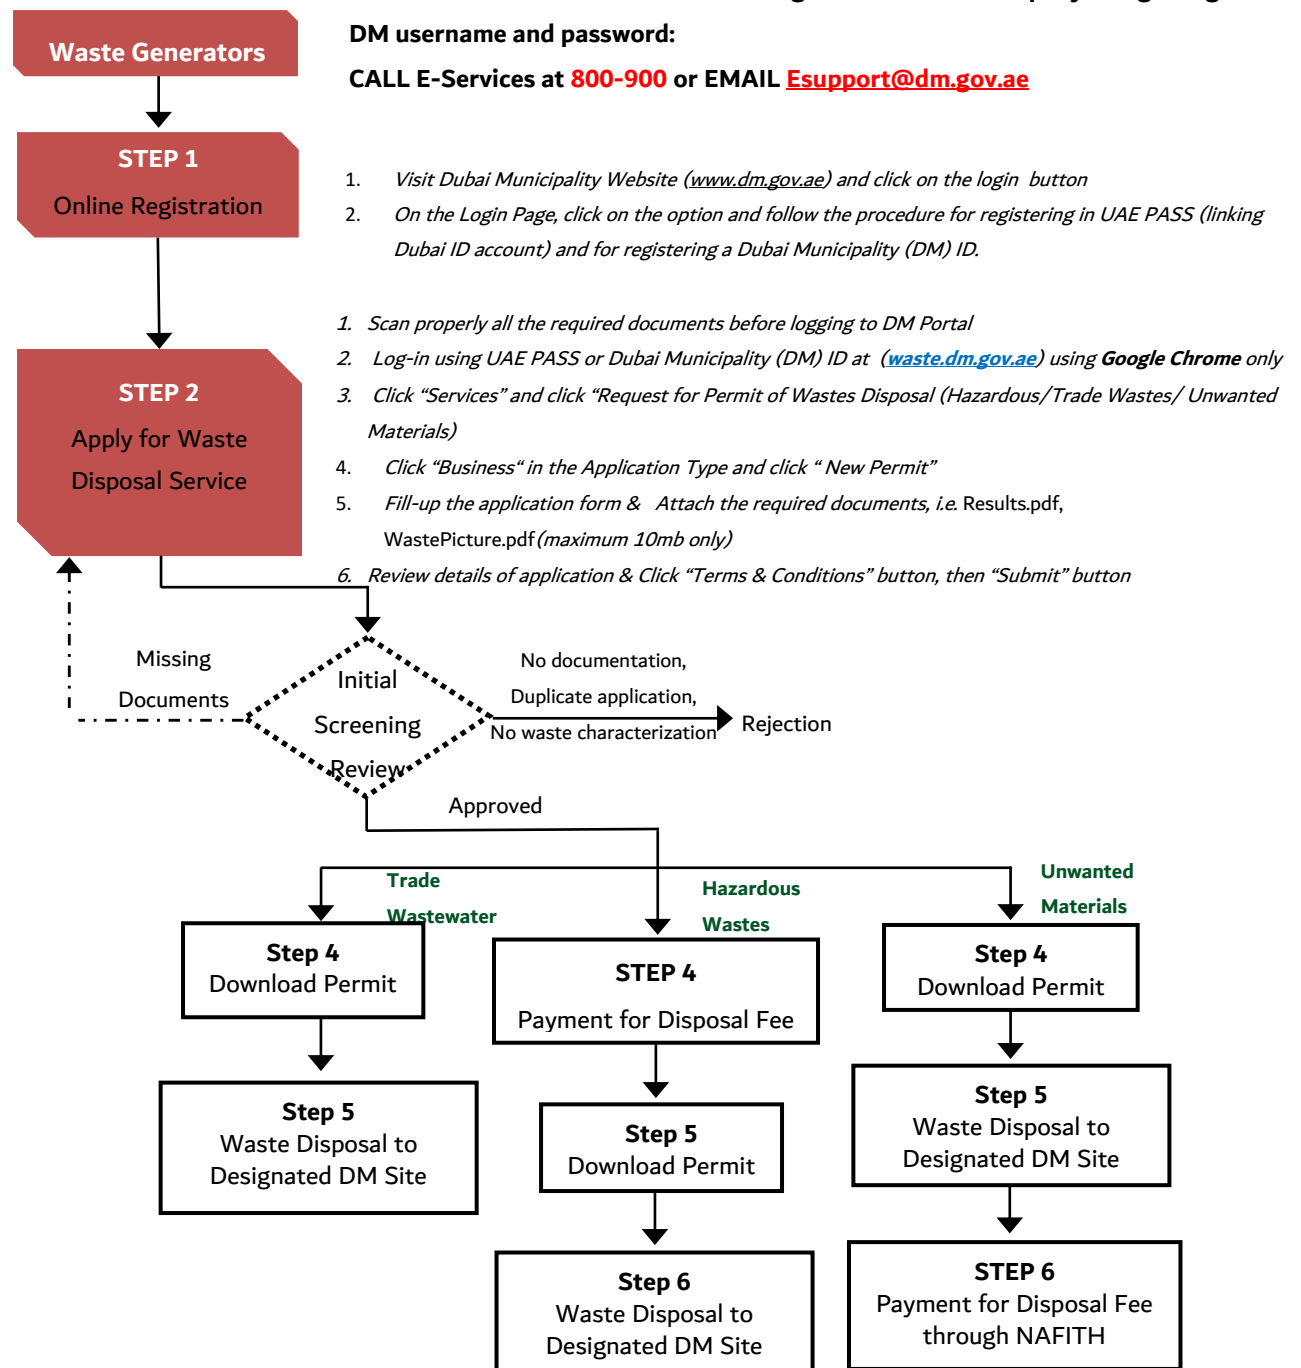 DM username and password:
CALL E-Services at 800-900 or EMAIL Esupport@dm.gov.ae
Waste Generators
STEP 1
Online Registration
1. Visit Dubai Municipality Website (www.dm.gov.ae) and click on the login button
2. On the Login Page, click on the option and follow the procedure for registering in UAE PASS (linking
Dubai ID account) and for registering a Dubai Municipality (DM) ID.
STEP 2
Apply for Waste
Disposal Service
1. Scan properly all the required documents before logging to DM Portal
2. Log-in using UAE PASS or Dubai Municipality (DM) ID at (waste.dm.gov.ae) using Google Chrome only
3. Click “Services” and click “Request for Permit of Wastes Disposal (Hazardous/Trade Wastes/ Unwanted
Materials)
4. Click “Business“ in the Application Type and click “ New Permit”
5. Fill-up the application form & Attach the required documents, i.e. Results.pdf,
WastePicture.pdf (maximum 10mb only)
6. Review details of application & Click “Terms & Conditions” button, then “Submit” button
Missing
Documents
Initial
Screening
Review
No documentation,
Duplicate application,
No waste characterization
Rejection
Approved
Trade
Wastewater
Hazardous
Wastes
Unwanted
Materials
Step 4
Download Permit
STEP 4
Payment for Disposal Fee
Step 4
Download Permit
Step 5
Waste Disposal to
Designated DM Site
Step 5
Download Permit
Step 5
Waste Disposal to
Designated DM Site
Step 6
Waste Disposal to
Designated DM Site
STEP 6
Payment for Disposal Fee
through NAFITH